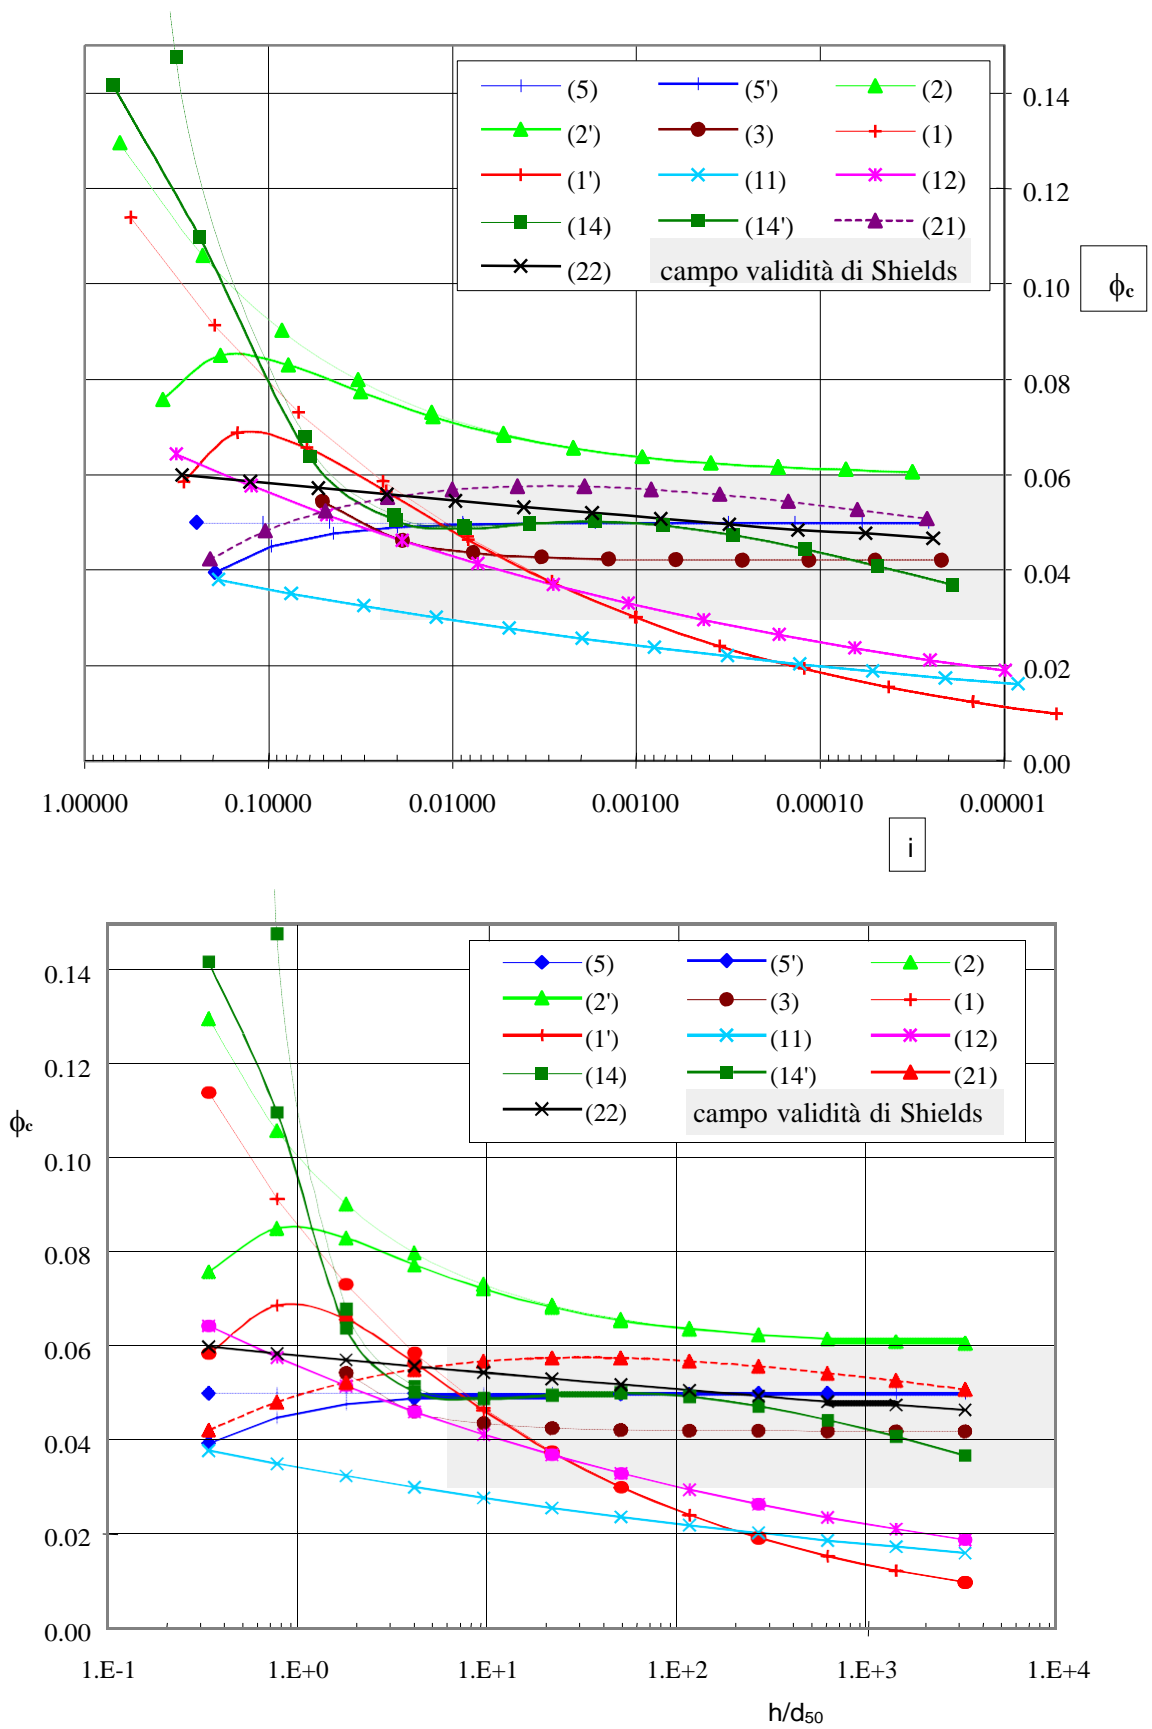 (5) (5') (2) 0.14
(2') (3) (1)
(1') (11) (12) 0.12
(14) (14') (21)
(22) campo validità di Shields
0.10 ϕc
0.08
0.06
0.04
0.02
0.00
1.00000 0.10000 0.01000 0.00100 0.00010 0.00001
i
(5) (5') (2)
0.14
(2') (3) (1)
(1') (11) (12)
0.12
(14) (14') (21)
(22) campo validità di Shields
ϕc
0.10
0.08
0.06
0.04
0.02
0.00
1.E-1 1.E+0 1.E+1 1.E+2 1.E+3 1.E+4
h/d50